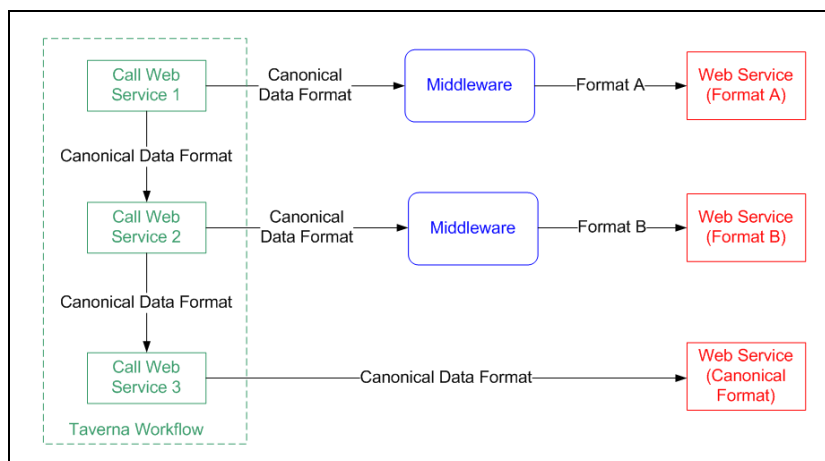 Call Web
Service 1
Canonical
Data Format
Middleware
Format A
Web Service
(Format A)
Canonical Data Format
Call Web
Service 2
Canonical
Data Format
Middleware
Format B
Web Service
(Format B)
Canonical Data Format
Call Web
Service 3
Canonical Data Format
Web Service
(Canonical
Format)
Taverna Workflow